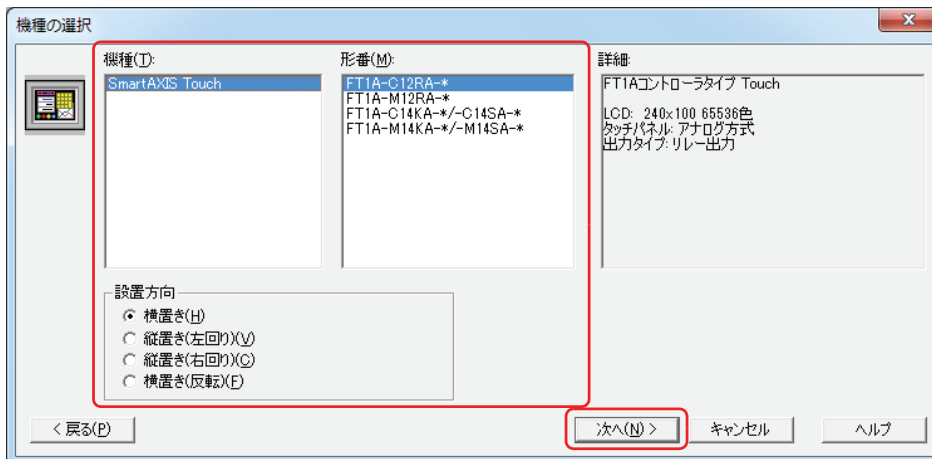 機種の選択
機種(T):
SmartAXIS Touch
形番(M):
FT1A-C12RA-*
FT1A-M12RA-*
FT1A-C14KA-*/-C14SA-*
FT1A-M14KA-*/-M14SA-*
詳細:
FT1Aコントローラタイプ Touch
LCD: 240x100 65536色
タッチパネル: アナログ方式
出力タイプ: リレー出力
設置方向
横置き(H)
縦置き(左回り)(V)
縦置き(右回り)(C)
横置き(反転)(F)
< 戻る(P)
次へ(N) >
キャンセル
ヘルプ